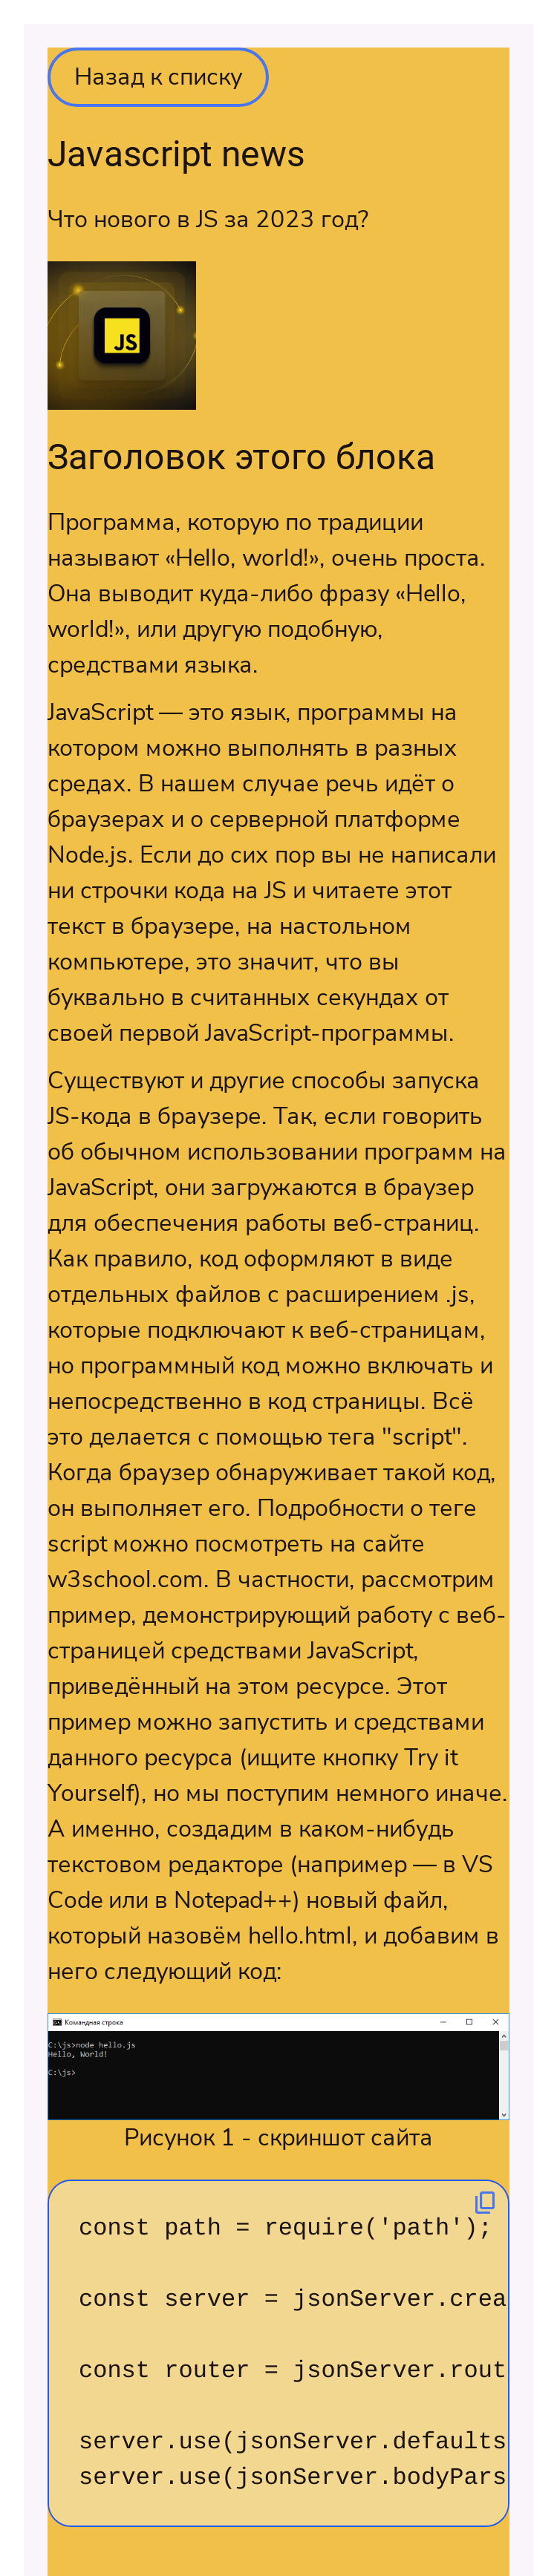 Назад к списку
Javascript news
Что нового в JS за 2023 год?
JS
Заголовок этого блока
Программа, которую по традиции
называют «Hello, world!», очень проста.
Она выводит куда-либо фразу «Hello,
world!», или другую подобную,
средствами языка.
JavaScript — это язык, программы на
котором можно выполнять в разных
средах. В нашем случае речь идёт о
браузерах и о серверной платформе
Node.js. Если до сих пор вы не написали
ни строчки кода на JS и читаете этот
текст в браузере, на настольном
компьютере, это значит, что вы
буквально в считанных секундах от
своей первой JavaScript-программы.
Существуют и другие способы запуска
JS-кода в браузере. Так, если говорить
об обычном использовании программ на
JavaScript, они загружаются в браузер
для обеспечения работы веб-страниц.
Как правило, код оформляют в виде
отдельных файлов с расширением .js,
которые подключают к веб-страницам,
но программный код можно включать и
непосредственно в код страницы. Всё
это делается с помощью тега "script".
Когда браузер обнаруживает такой код,
он выполняет его. Подробности о теге
script можно посмотреть на сайте
w3school.com. В частности, рассмотрим
пример, демонстрирующий работу с веб-
страницей средствами JavaScript,
приведённый на этом ресурсе. Этот
пример можно запустить и средствами
данного ресурса (ищите кнопку Try it
Yourself), но мы поступим немного иначе.
А именно, создадим в каком-нибудь
текстовом редакторе (например — в VS
Code или в Notepad++) новый файл,
который назовём hello.html, и добавим в
него следующий код:
Командная строка
C:\js>node hello.js
Hello, World!
C:\js>
Рисунок 1 - скриншот сайта
const path = require('path');
const server = jsonServer.crea
const router = jsonServer.rout
server.use(jsonServer.defaults
server.use(jsonServer.bodyPars